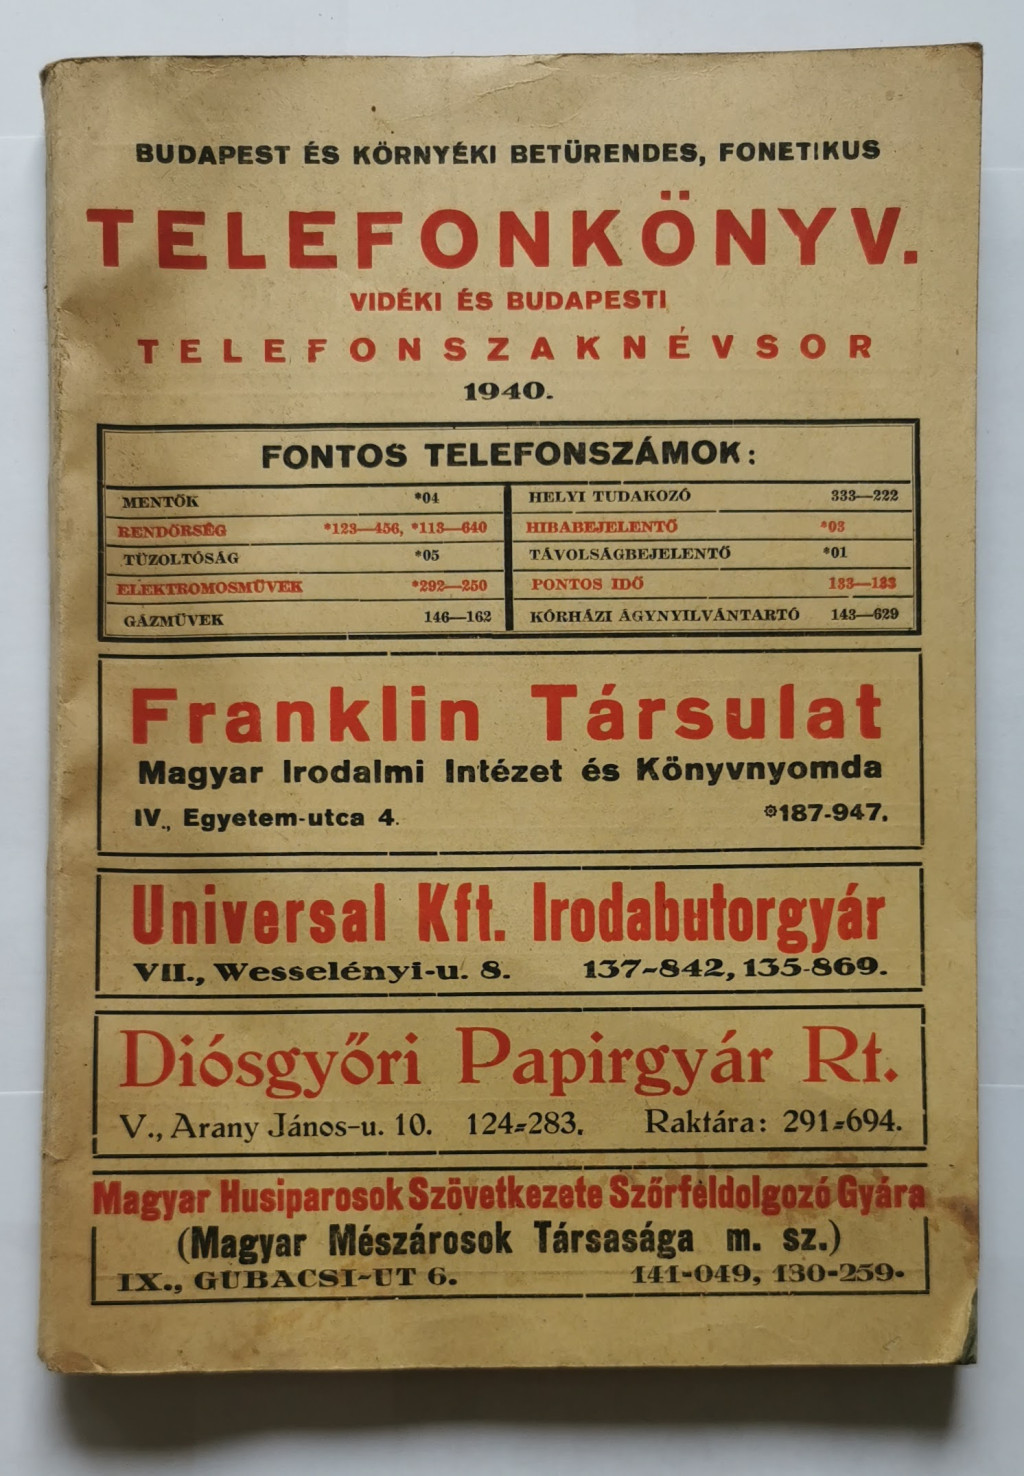 BUDAPEST ÉS KÖRNYÉKI BETÜRENDES, FONETIKUS
TELEFONKÖNYV.
VIDÉKI ÉS BUDAPESTI
TELEFONSZAKNÉVSOR
1940.
FONTOS TELEFONSZÁMOK:
MENTŐK *04
RENDŐRSÉG *123—456, *113—640
TŰZOLTÓSÁG *05
ELEKTROMOSMŰVEK *292—250
GÁZMŰVEK 146—162
HELYI TUDAKOZÓ 333—222
HIBABEJELENTŐ *03
TÁVOLSÁGBEJELENTŐ *01
PONTOS IDŐ 183—183
KÓRHÁZI ÁGYNYILVÁNTARTÓ 143—629
Franklin Társulat
Magyar Irodalmi Intézet és Könyvnyomda
IV., Egyetem-utca 4. *187-947.
Universal Kft. Irodabutorgyár
VII., Wesselényi-u. 8. 137-842, 135-869.
Diósgyőri Papirgyár Rt.
V., Arany János-u. 10. 124-283. Raktára: 291-694.
Magyar Husiparosok Szövetkezete Szőrfeldolgozó Gyára
(Magyar Mészárosok Társasága m. sz.)
IX., GUBACSI-UT 6. 141-049, 130-259.